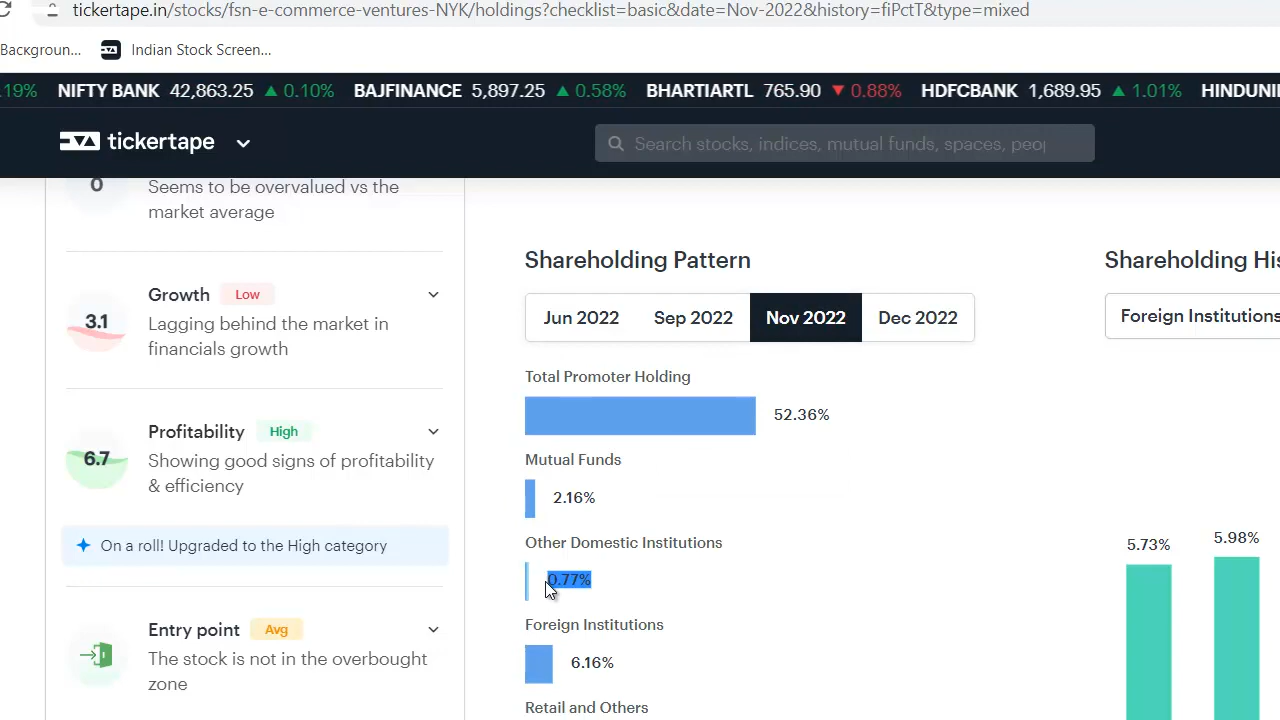 tickertape.in/stocks/fsn-e-commerce-ventures-NYK/holdings?checklist=basic&date=Nov-2022&history=fiPctT&type=mixed
Backgroun... Indian Stock Screen...
.19% NIFTY BANK 42,863.25 ▲ 0.10% BAJFINANCE 5,897.25 ▲ 0.58% BHARTIARTL 765.90 ▼ 0.88% HDFCBANK 1,689.95 ▲ 1.01% HINDUNI
tickertape
Search stocks, indices, mutual funds, spaces, peop
0
Seems to be overvalued vs the
market average
Growth Low
3.1
Lagging behind the market in
financials growth
Profitability High
6.7
Showing good signs of profitability
& efficiency
On a roll! Upgraded to the High category
Entry point Avg
The stock is not in the overbought
zone
Shareholding Pattern
Jun 2022 Sep 2022 Nov 2022 Dec 2022
Total Promoter Holding
52.36%
Mutual Funds
2.16%
Other Domestic Institutions
0.77%
Foreign Institutions
6.16%
Retail and Others
Shareholding His
Foreign Institutions
5.73% 5.98%